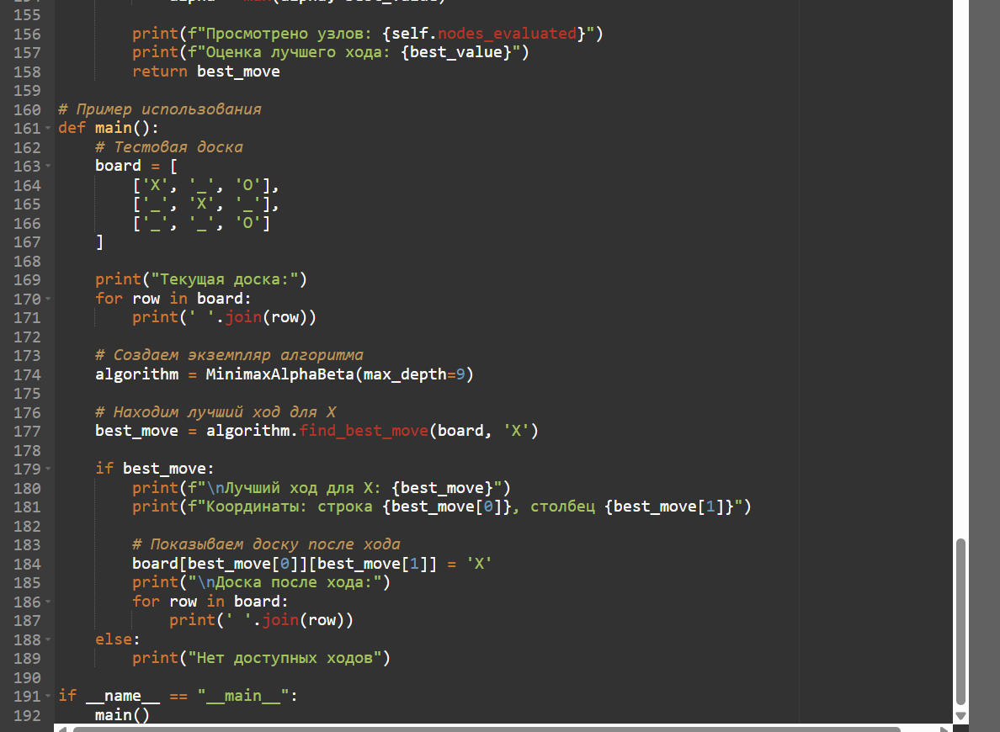 155
156 print(f"Просмотрено узлов: {self.nodes_evaluated}")
157 print(f"Оценка лучшего хода: {best_value}")
158 return best_move
159
160 # Пример использования
161 def main():
162 # Тестовая доска
163 board = [
164 ['X', '_', 'O'],
165 ['_', 'X', '_'],
166 ['_', '_', 'O']
167 ]
168
169 print("Текущая доска:")
170 for row in board:
171 print(' '.join(row))
172
173 # Создаем экземпляр алгоритма
174 algorithm = MinimaxAlphaBeta(max_depth=9)
175
176 # Находим лучший ход для X
177 best_move = algorithm.find_best_move(board, 'X')
178
179 if best_move:
180 print(f"\nЛучший ход для X: {best_move}")
181 print(f"Координаты: строка {best_move[0]}, столбец {best_move[1]}")
182
183 # Показываем доску после хода
184 board[best_move[0]][best_move[1]] = 'X'
185 print("\nДоска после хода:")
186 for row in board:
187 print(' '.join(row))
188 else:
189 print("Нет доступных ходов")
190
191 if __name__ == "__main__":
192 main()